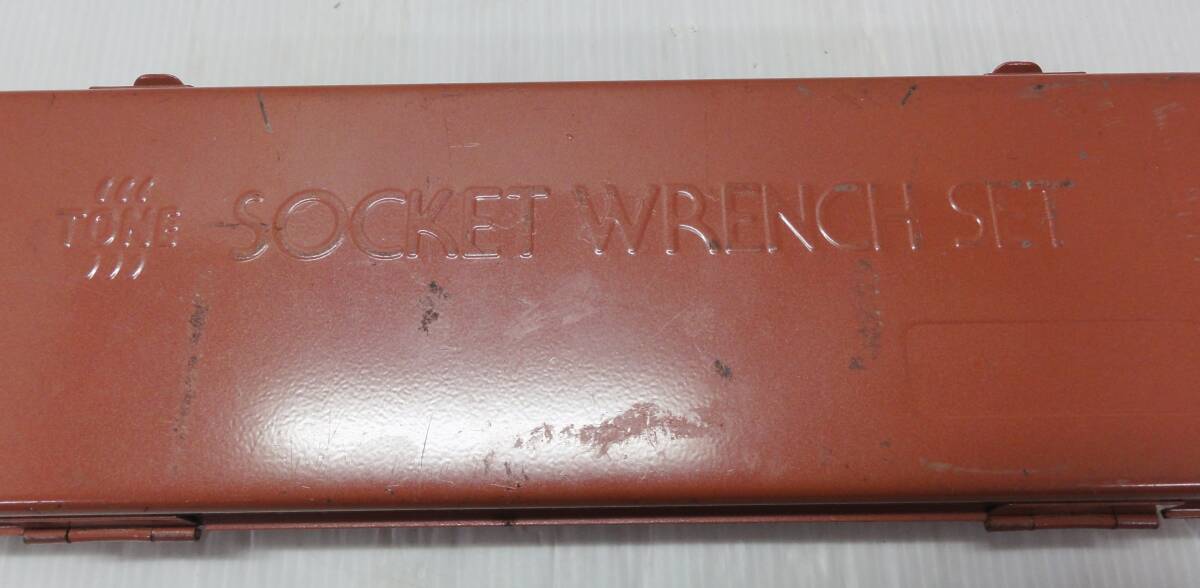 TONE SOCKET WRENCH SET